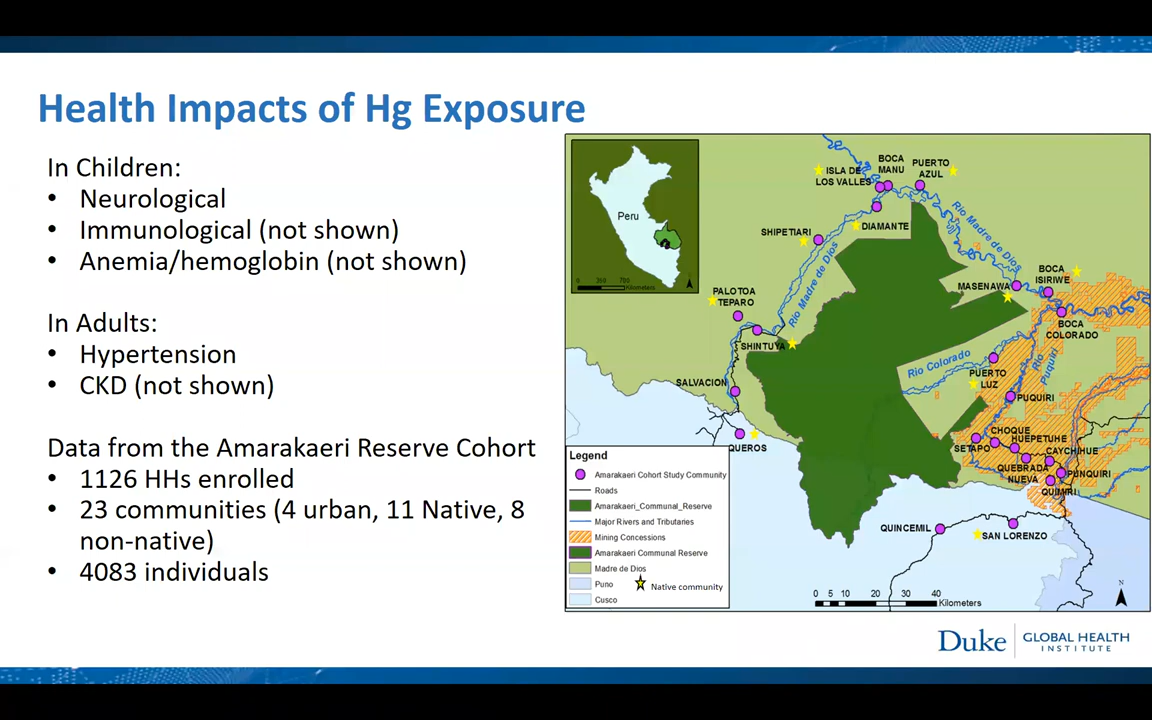 Health Impacts of Hg Exposure
In Children:
• Neurological
• Immunological (not shown)
• Anemia/hemoglobin (not shown)
In Adults:
• Hypertension
• CKD (not shown)
Data from the Amarakaeri Reserve Cohort
• 1126 HHs enrolled
• 23 communities (4 urban, 11 Native, 8
non-native)
• 4083 individuals
Peru
Kilometers
ISLA DE
LOS VALLES
BOCA
MANU
PUERTO
AZUL
DIAMANTE
SHIPETIARI
Rio Madre de Dios
Rio Madre de Dios
MASENAWA
BOCA
ISIRIWE
BOCA
COLORADO
PALOTOA
TEPARO
SHINTUYA
Rio Colorado
Rio
Puquiri
PUERTO
LUZ
PUQUIRI
SALVACION
QUEROS
CHOQUE
HUEPETUHE
SETAPO
CAYCHIHUE
QUEBRADA
NUEVA
PUNQUIRI
QUIMIRI
QUINCEMIL
SAN LORENZO
Legend
Amarakaeri Cohort Study Community
Roads
Amarakaeri_Communal_Reserve
Major Rivers and Tributaries
Mining Concessions
Amarakaeri Communal Reserve
Madre de Dios
Puno
Native community
Cusco
0 5 10 20 30 40
Kilometers
N
Duke
GLOBAL HEALTH
INSTITUTE